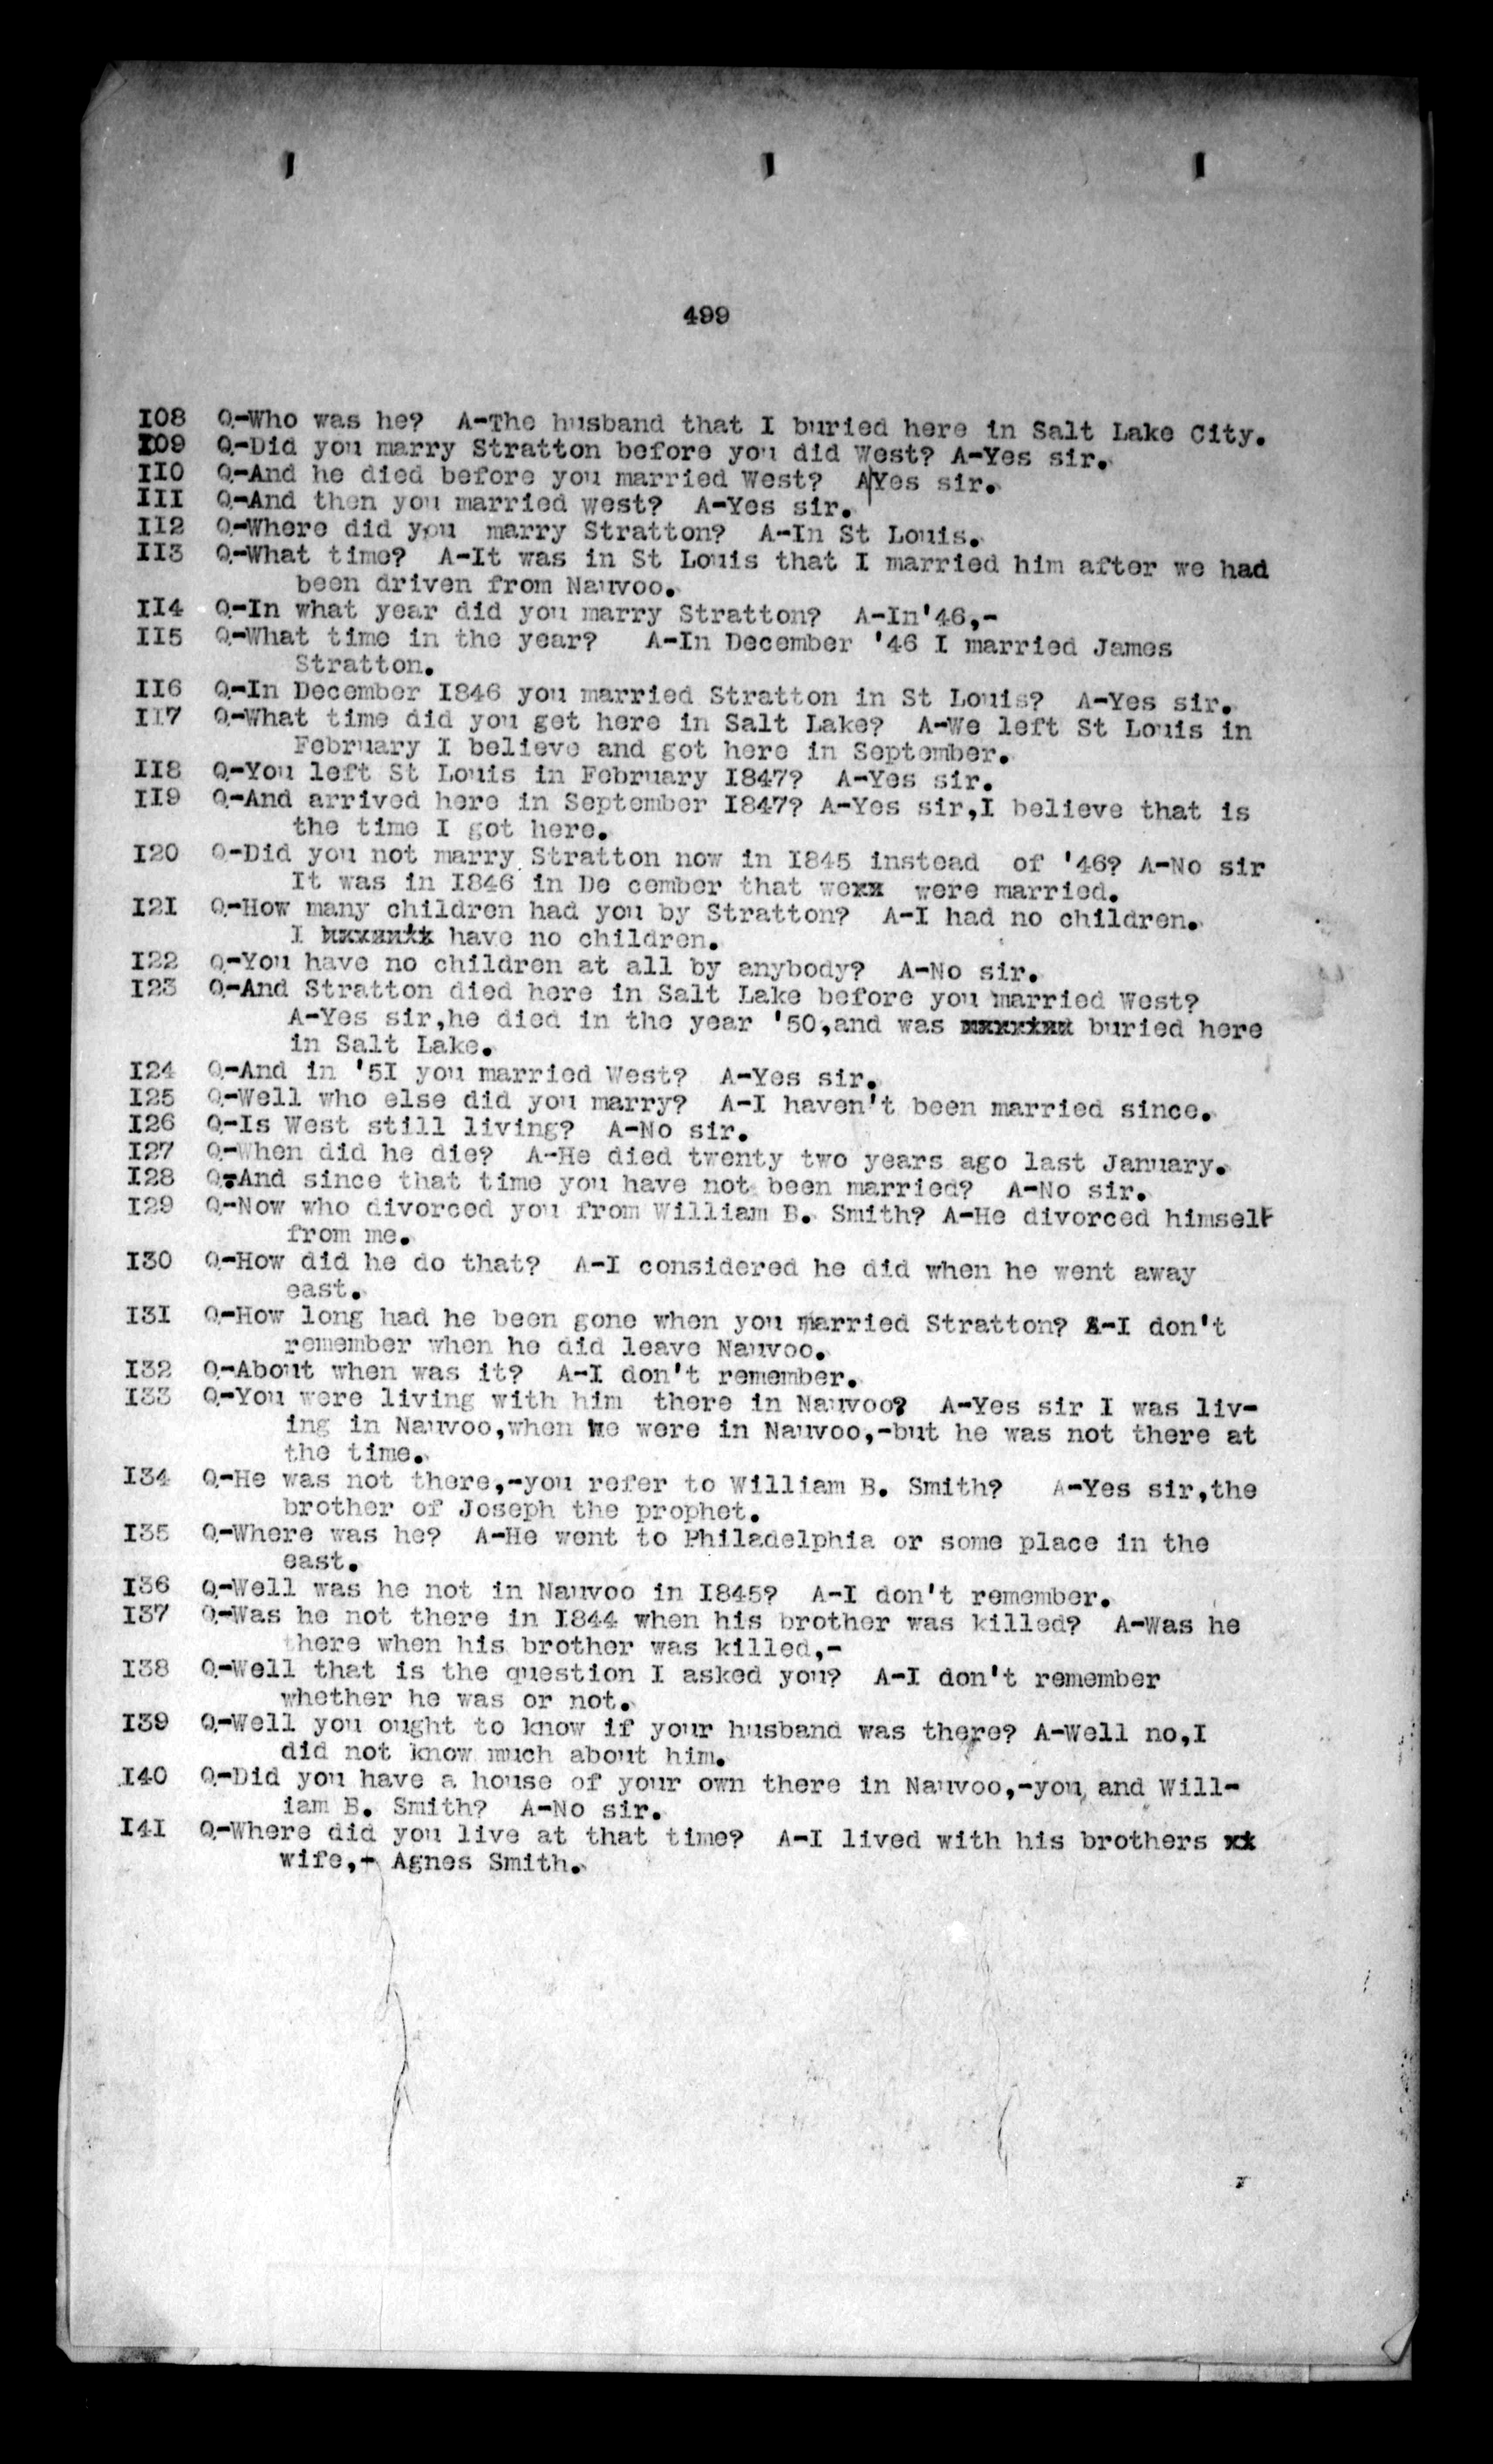 499
I08 Q-Who was he? A-The husband that I buried here in Salt Lake City.
I09 Q-Did you marry Stratton before you did West? A-Yes sir.
II0 Q-And he died before you married West? A Yes sir.
III Q-And then you married West? A-Yes sir.
II2 Q-Where did you marry Stratton? A-In St Louis.
II3 Q-What time? A-It was in St Louis that I married him after we had
been driven from Nauvoo.
II4 Q-In what year did you marry Stratton? A-In'46,-
II5 Q-What time in the year? A-In December '46 I married James
Stratton.
II6 Q-In December I846 you married Stratton in St Louis? A-Yes sir.
II7 Q-What time did you get here in Salt Lake? A-We left St Louis in
February I believe and got here in September.
II8 Q-You left St Louis in February I847? A-Yes sir.
II9 Q-And arrived here in September I847? A-Yes sir,I believe that is
the time I got here.
I20 Q-Did you not marry Stratton now in I845 instead of '46? A-No sir
It was in I846 in De cember that wexx were married.
I2I Q-How many children had you by Stratton? A-I had no children.
I have no children.
I22 Q-You have no children at all by anybody? A-No sir.
I23 Q-And Stratton died here in Salt Lake before you married West?
A-Yes sir,he died in the year '50,and was buried here
in Salt Lake.
I24 Q-And in '5I you married West? A-Yes sir.
I25 Q-Well who else did you marry? A-I haven't been married since.
I26 Q-Is West still living? A-No sir.
I27 Q-When did he die? A-He died twenty two years ago last January.
I28 Q-And since that time you have not been married? A-No sir.
I29 Q-Now who divorced you from William B. Smith? A-He divorced himself
from me.
I30 Q-How did he do that? A-I considered he did when he went away
east.
I3I Q-How long had he been gone when you married Stratton? A-I don't
remember when he did leave Nauvoo.
I32 Q-About when was it? A-I don't remember.
I33 Q-You were living with him there in Nauvoo? A-Yes sir I was liv-
ing in Nauvoo,when we were in Nauvoo,-but he was not there at
the time.
I34 Q-He was not there,-you refer to William B. Smith? A-Yes sir,the
brother of Joseph the prophet.
I35 Q-Where was he? A-He went to Philadelphia or some place in the
east.
I36 Q-Well was he not in Nauvoo in I845? A-I don't remember.
I37 Q-Was he not there in I844 when his brother was killed? A-Was he
there when his brother was killed,-
I38 Q-Well that is the question I asked you? A-I don't remember
whether he was or not.
I39 Q-Well you ought to know if your husband was there? A-Well no,I
did not know much about him.
I40 Q-Did you have a house of your own there in Nauvoo,-you and Will-
iam B. Smith? A-No sir.
I4I Q-Where did you live at that time? A-I lived with his brothers xx
wife,- Agnes Smith.